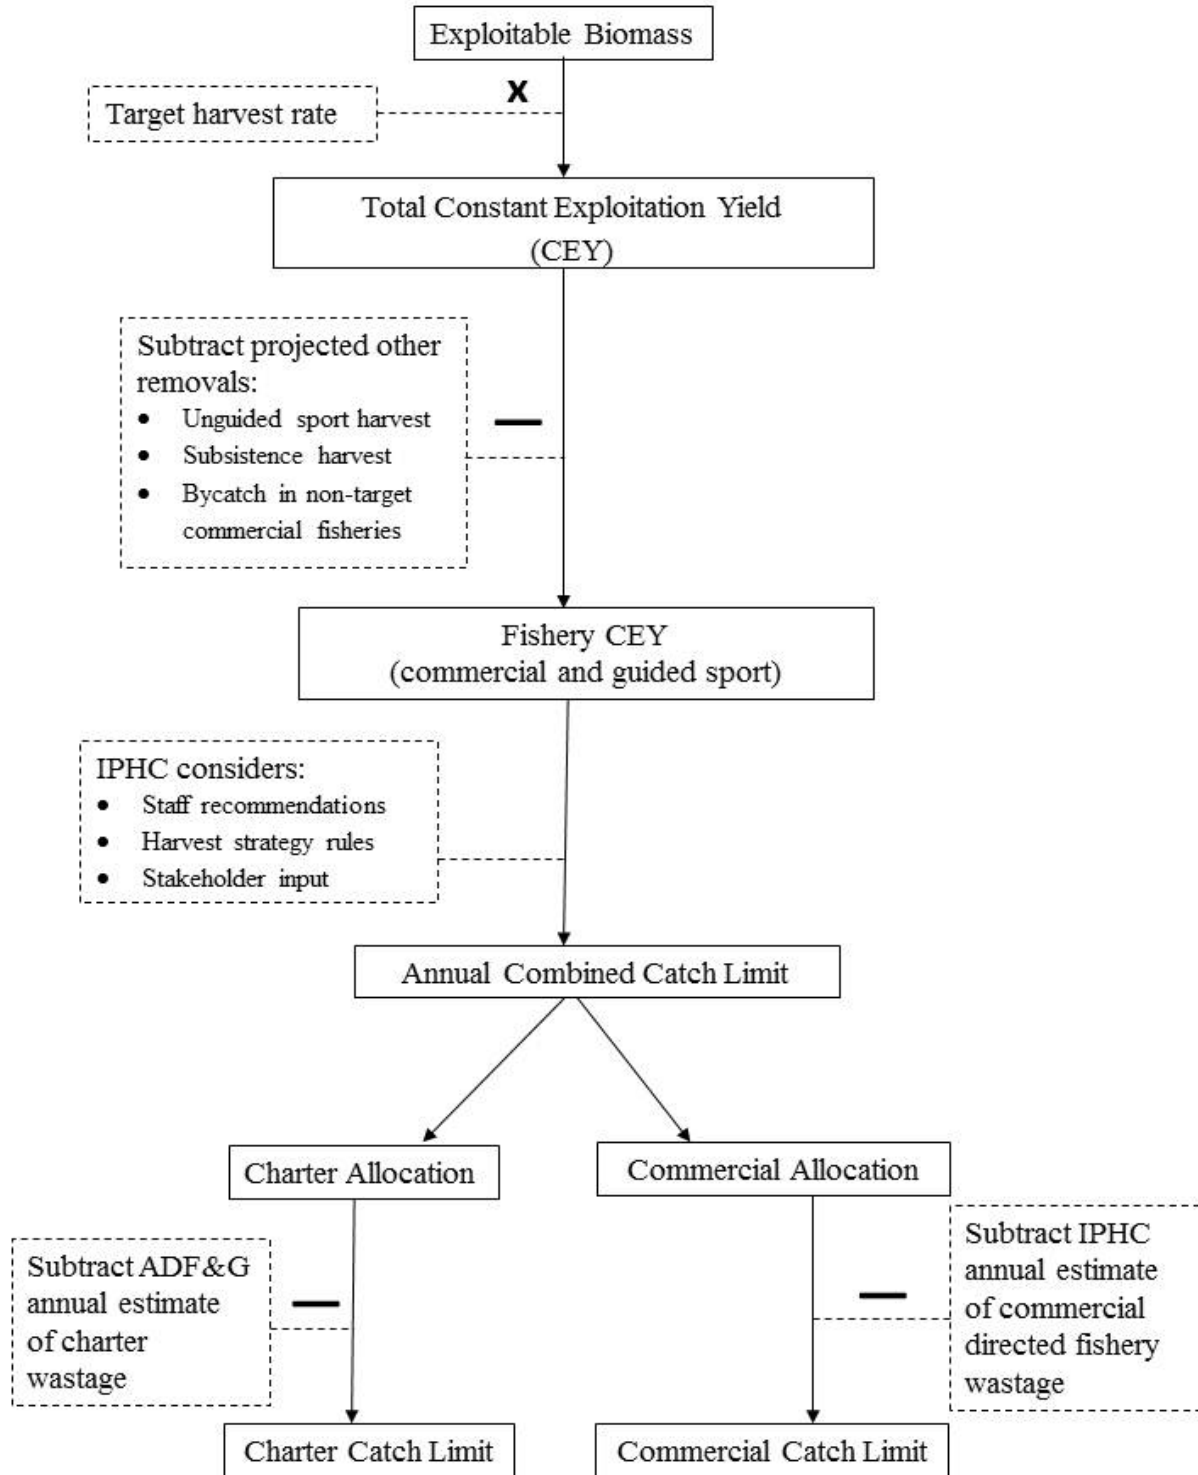 Exploitable Biomass
X
Target harvest rate
Total Constant Exploitation Yield
(CEY)
Subtract projected other
removals:
• Unguided sport harvest
• Subsistence harvest
• Bycatch in non-target
commercial fisheries
—
Fishery CEY
(commercial and guided sport)
IPHC considers:
• Staff recommendations
• Harvest strategy rules
• Stakeholder input
Annual Combined Catch Limit
Charter Allocation
Commercial Allocation
Subtract ADF&G
annual estimate
of charter
wastage
—
—
Subtract IPHC
annual estimate
of commercial
directed fishery
wastage
Charter Catch Limit
Commercial Catch Limit